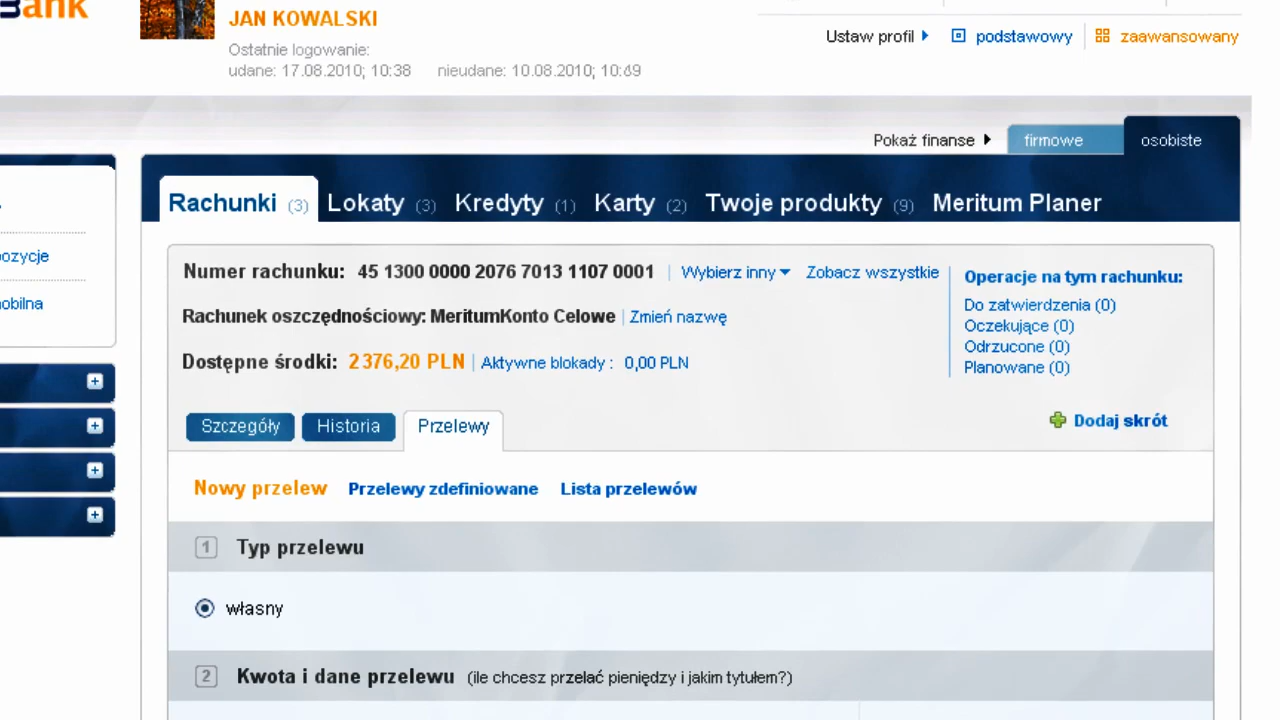 Bank
JAN KOWALSKI
Ostatnie logowanie:
udane: 17.08.2010; 10:38 nieudane: 10.08.2010;
Ustaw profil podstawowy zaawansowany
Pokaż finanse firmowe osobiste
Rachunki (3) Lokaty (3) Kredyty (1) Karty (2) Twoje produkty (9) Meritum Planer
Numer rachunku: 45 1300 0000 2076 7013 1107 0001 | Wybierz inny Zobacz wszystkie
Rachunek oszczędnościowy: MeritumKonto Celowe | Zmień nazwę
Dostępne środki: 2 376,20 PLN | Aktywne blokady : 0,00 PLN
Operacje na tym rachunku:
Do zatwierdzenia (0)
Oczekujące (0)
Odrzucone (0)
Planowane (0)
ozycje
obilna
Szczegóły Historia Przelewy
Dodaj skrót
Nowy przelew Przelewy zdefiniowane Lista przelewów
1 Typ przelewu
własny
2 Kwota i dane przelewu (ile chcesz przelać pieniędzy i jakim tytułem?)